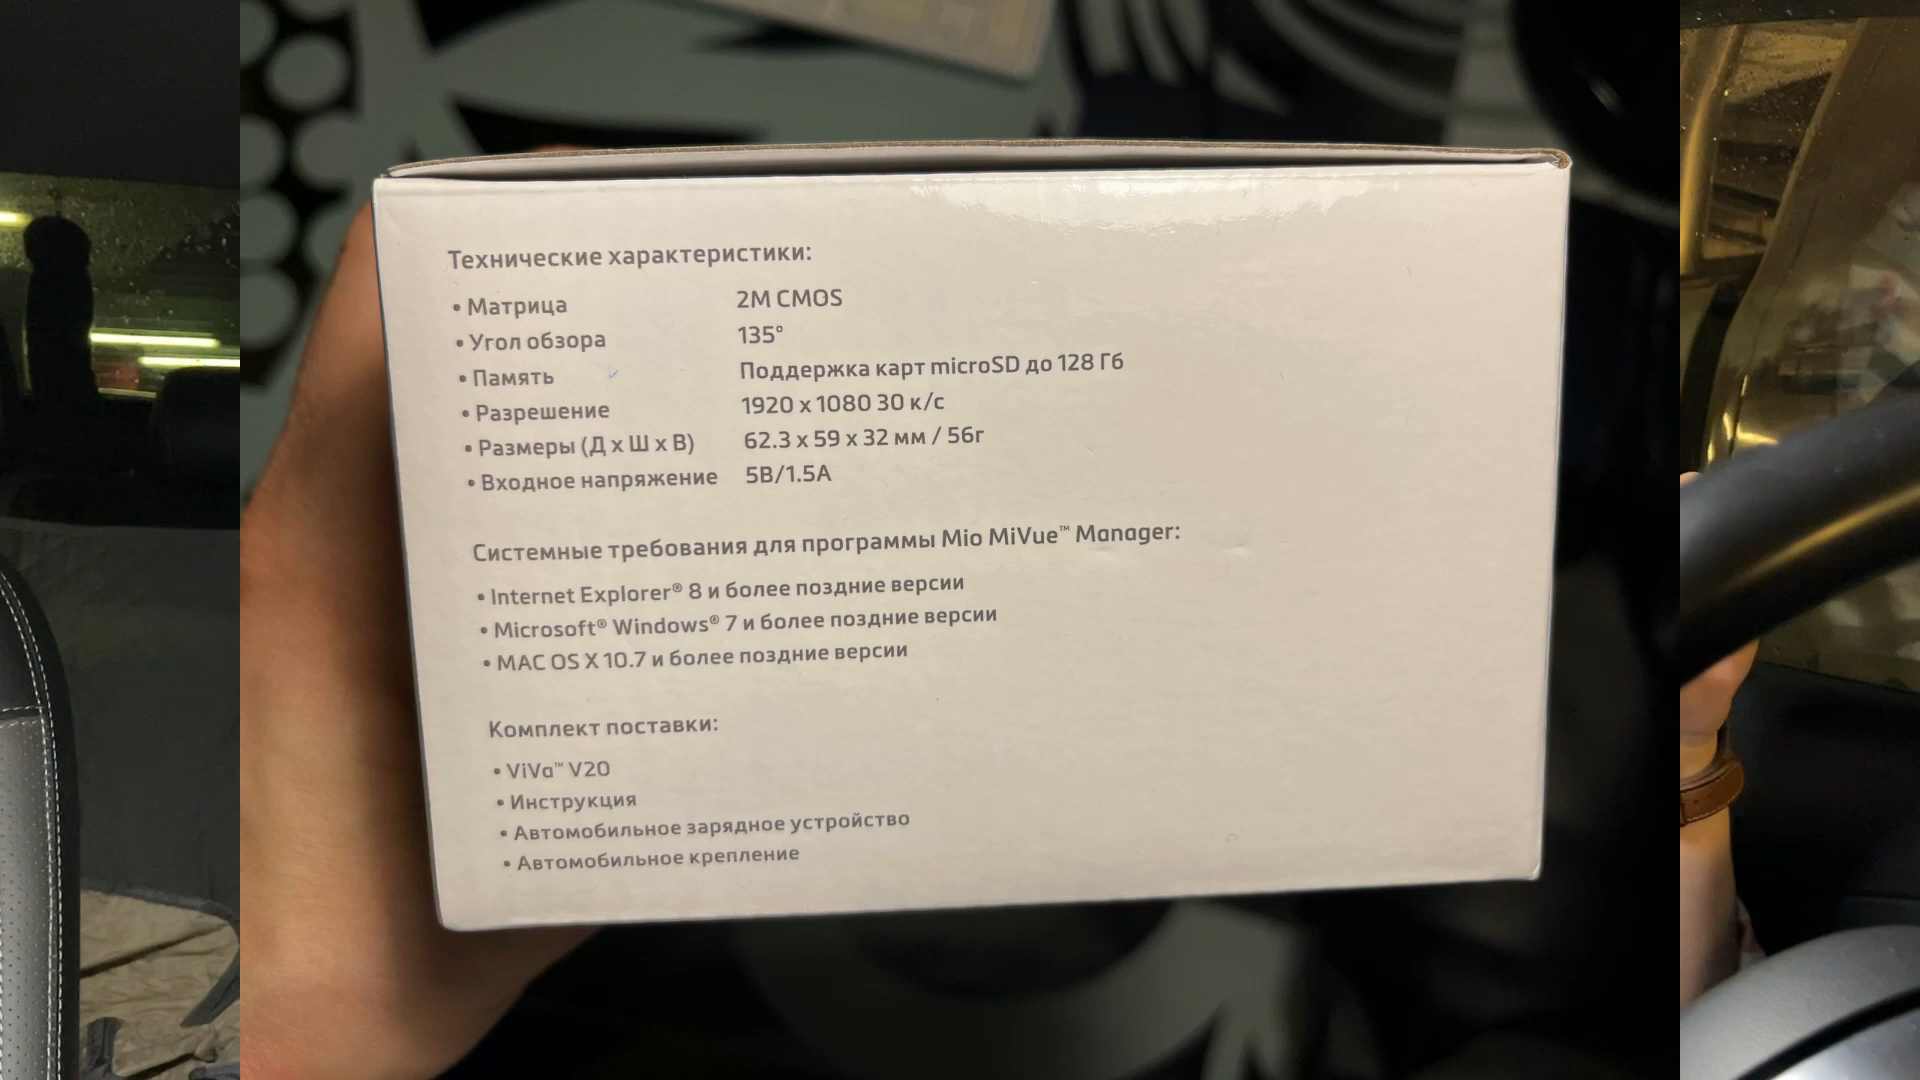 Технические характеристики:
• Матрица 2M CMOS
• Угол обзора 135°
• Память Поддержка карт microSD до 128 Гб
• Разрешение 1920 x 1080 30 к/с
• Размеры (Д x Ш x В) 62.3 x 59 x 32 мм / 56г
• Входное напряжение 5В/1.5А
Системные требования для программы Mio MiVue™ Manager:
• Internet Explorer® 8 и более поздние версии
• Microsoft® Windows® 7 и более поздние версии
• MAC OS X 10.7 и более поздние версии
Комплект поставки:
• ViVa™ V20
• Инструкция
• Автомобильное зарядное устройство
• Автомобильное крепление